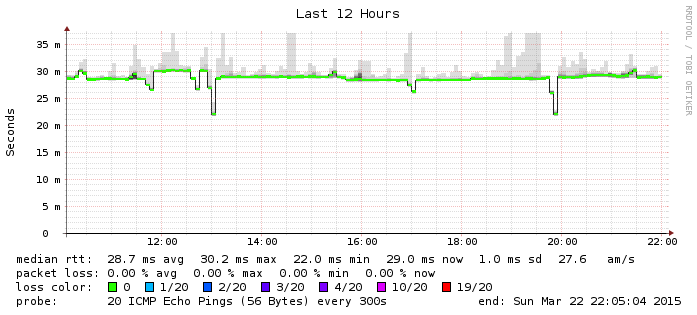 Last 12 Hours
RRDTOOL / TOBI OETIKER
Seconds
35 m
30 m
25 m
20 m
15 m
10 m
5 m
0
12:00 14:00 16:00 18:00 20:00 22:00
median rtt: 28.7 ms avg 30.2 ms max 22.0 ms min 29.0 ms now 1.0 ms sd 27.6 am/s
packet loss: 0.00 % avg 0.00 % max 0.00 % min 0.00 % now
loss color: 0 1/20 2/20 3/20 4/20 10/20 19/20
probe: 20 ICMP Echo Pings (56 Bytes) every 300s end: Sun Mar 22 22:05:04 2015